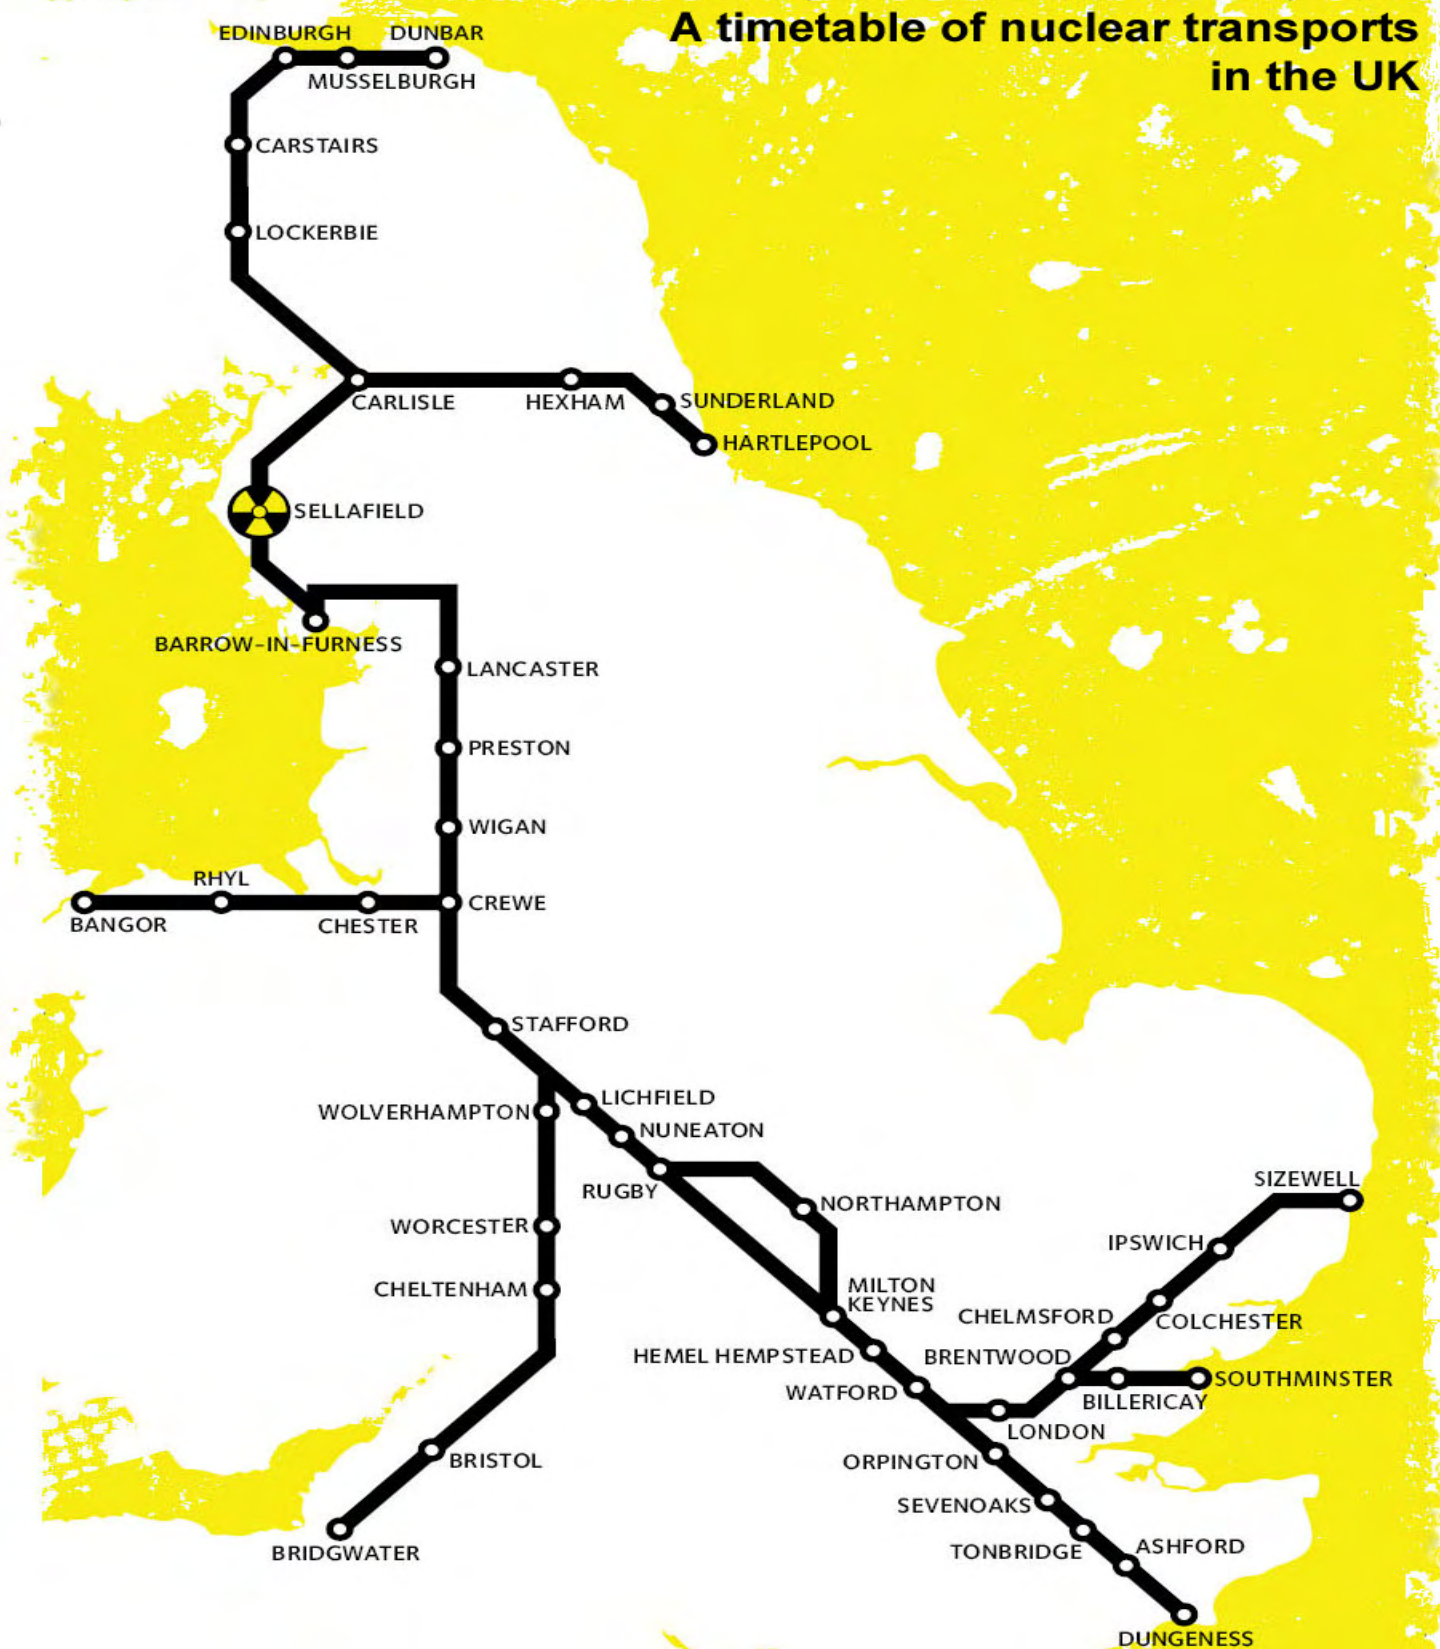 A timetable of nuclear transports
in the UK
EDINBURGH
DUNBAR
MUSSELBURGH
CARSTAIRS
LOCKERBIE
CARLISLE
HEXHAM
SUNDERLAND
HARTLEPOOL
SELLAFIELD
BARROW-IN-FURNESS
LANCASTER
PRESTON
WIGAN
RHYL
CREWE
BANGOR
CHESTER
STAFFORD
LICHFIELD
WOLVERHAMPTON
NUNEATON
SIZEWELL
RUGBY
NORTHAMPTON
WORCESTER
IPSWICH
CHELTENHAM
MILTON
KEYNES
CHELMSFORD
COLCHESTER
HEMEL HEMPSTEAD
BRENTWOOD
SOUTHMINSTER
WATFORD
BILLERICAY
LONDON
BRISTOL
ORPINGTON
SEVENOAKS
ASHFORD
BRIDGWATER
TONBRIDGE
DUNGENESS